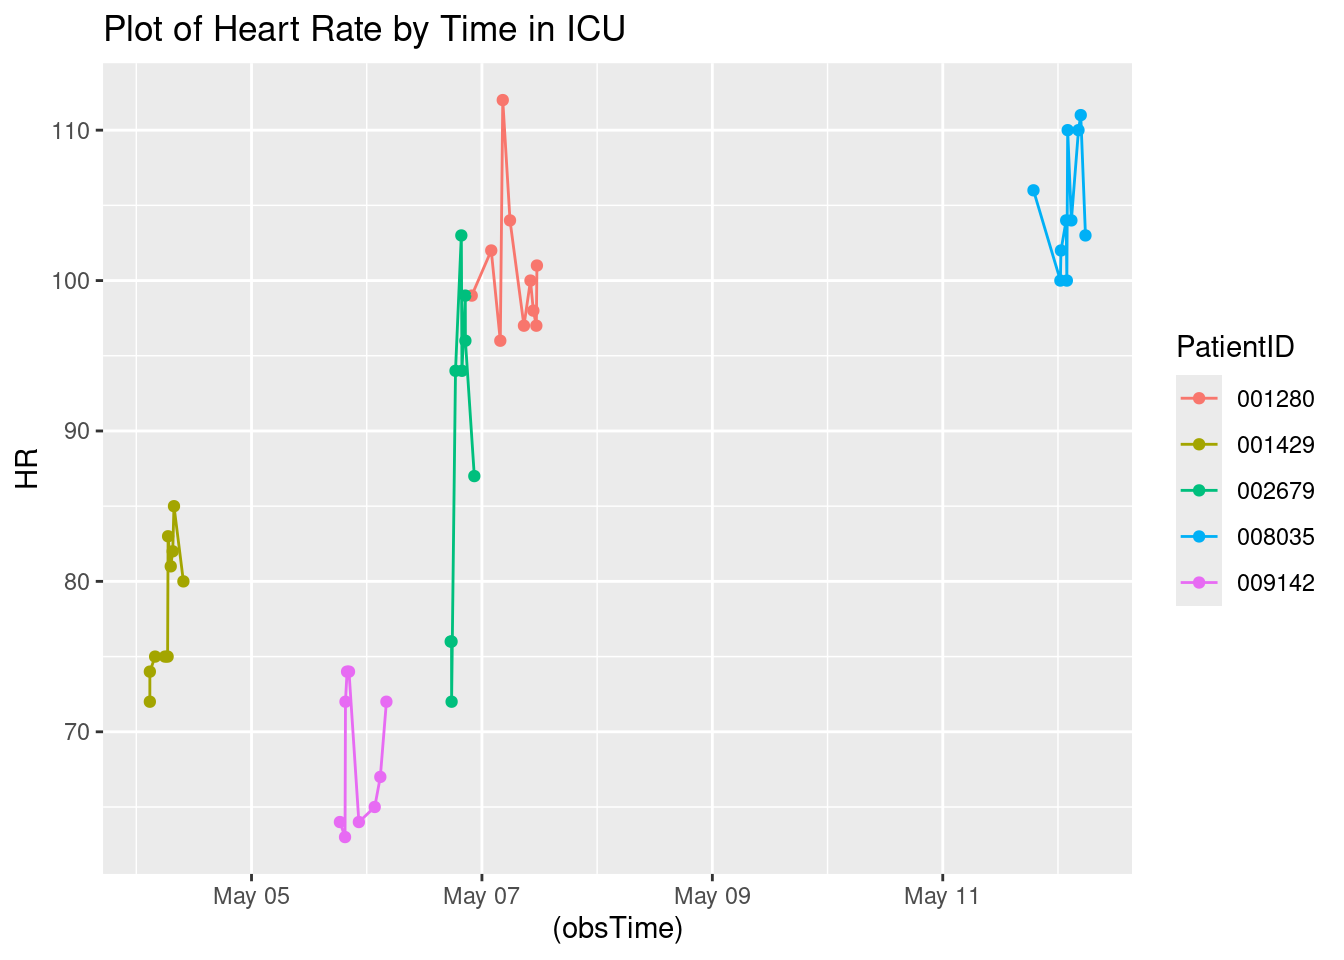 Plot of Heart Rate by Time in ICU
110
100
90
80
70
HR
May 05
May 07
May 09
May 11
(obsTime)
PatientID
001280
001429
002679
008035
009142